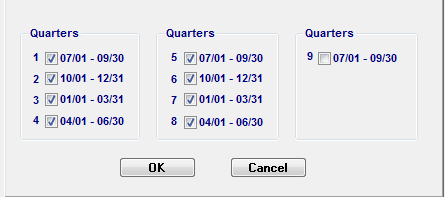 Quarters
1 07/01 - 09/30
2 10/01 - 12/31
3 01/01 - 03/31
4 04/01 - 06/30
Quarters
5 07/01 - 09/30
6 10/01 - 12/31
7 01/01 - 03/31
8 04/01 - 06/30
Quarters
9 07/01 - 09/30
OK Cancel